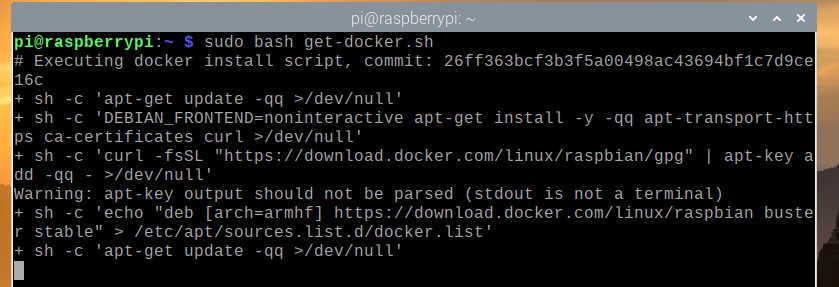 pi@raspberrypi: ~
pi@raspberrypi:~ $ sudo bash get-docker.sh
# Executing docker install script, commit: 26ff363bcf3b3f5a00498ac43694bf1c7d9ce
16c
+ sh -c 'apt-get update -qq >/dev/null'
+ sh -c 'DEBIAN_FRONTEND=noninteractive apt-get install -y -qq apt-transport-htt
ps ca-certificates curl >/dev/null'
+ sh -c 'curl -fsSL "https://download.docker.com/linux/raspbian/gpg" | apt-key a
dd -qq - >/dev/null'
Warning: apt-key output should not be parsed (stdout is not a terminal)
+ sh -c 'echo "deb [arch=armhf] https://download.docker.com/linux/raspbian buste
r stable" > /etc/apt/sources.list.d/docker.list'
+ sh -c 'apt-get update -qq >/dev/null'